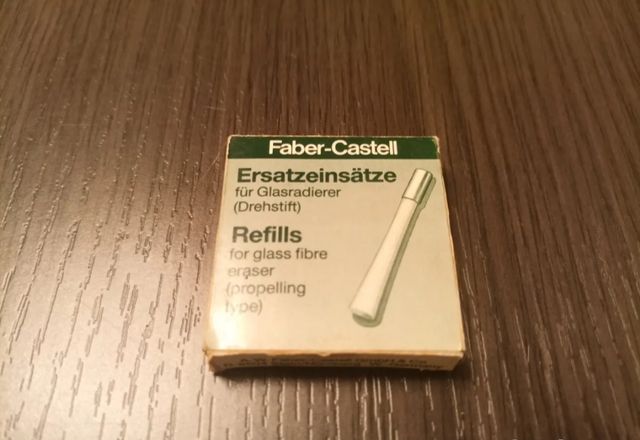 Faber-Castell
Ersatzeinsätze
für Glasradierer
(Drehstift)
Refills
for glass fibre
eraser
(propelling
type)